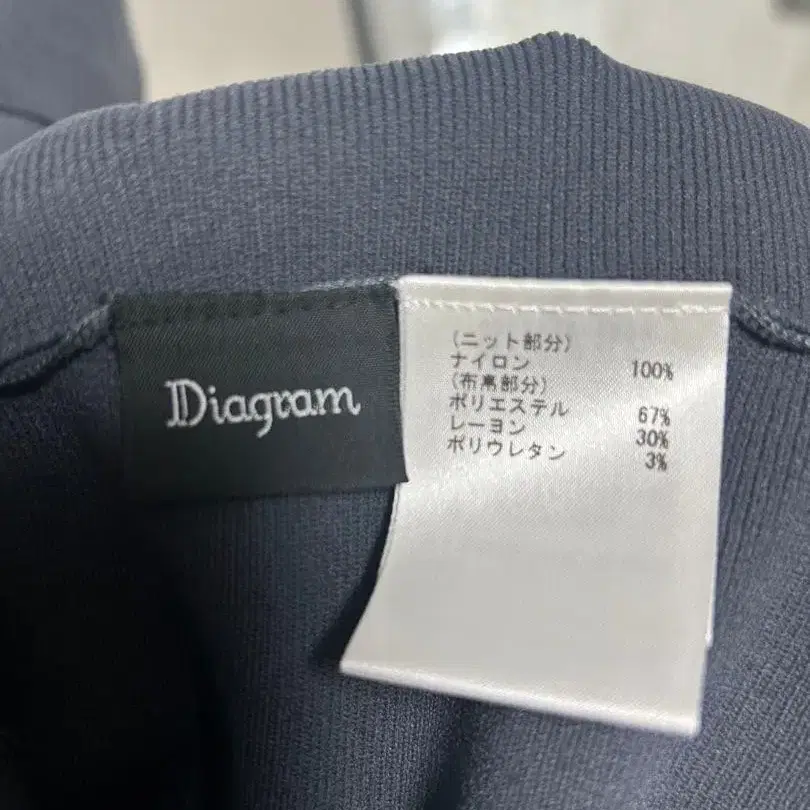 Diagram
(ニット部分)
ナイロン 100%
(布帛部分)
ポリエステル 67%
レーヨン 30%
ポリウレタン 3%